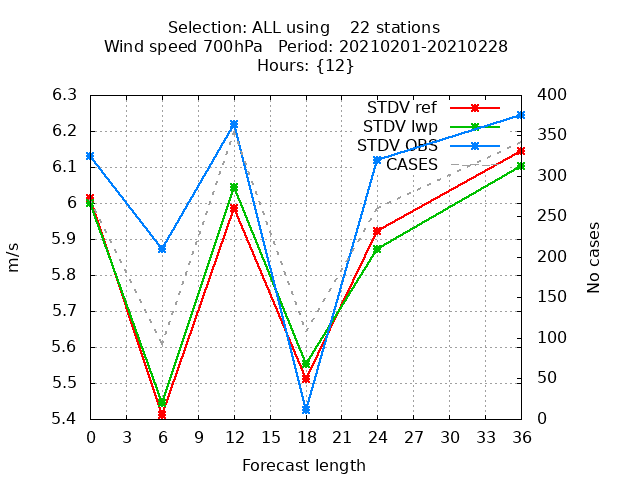 Selection: ALL using    22 stations
Wind speed 700hPa   Period: 20210201-20210228
Hours: {12}
STDV ref
STDV lwp
STDV OBS
CASES
6.3
6.2
6.1
6
5.9
5.8
5.7
5.6
5.5
5.4
m/s
400
350
300
250
200
150
100
50
0
No cases
0 3 6 9 12 15 18 21 24 27 30 33 36
Forecast length